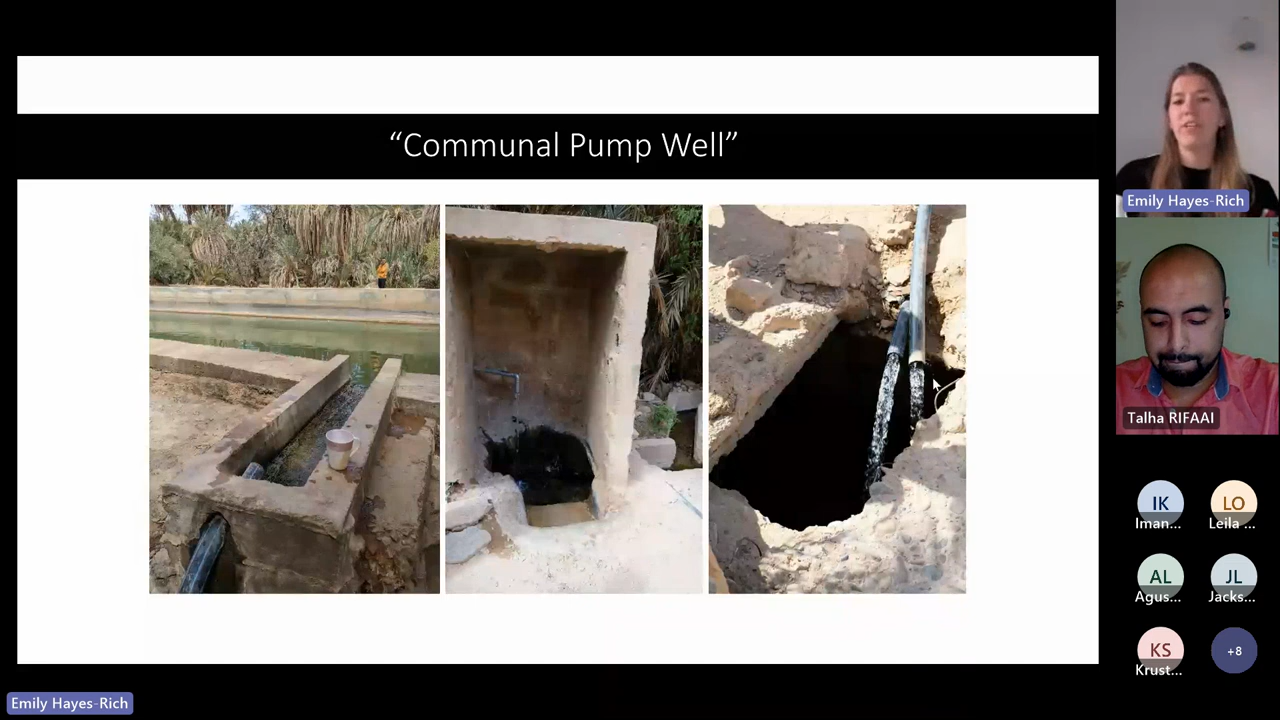 “Communal Pump Well”
Emily Hayes-Rich
Talha RIFAAI
IK
LO
Iman...
Leila ...
AL
JL
Agus...
Jacks...
KS
+8
Krust...
Emily Hayes-Rich